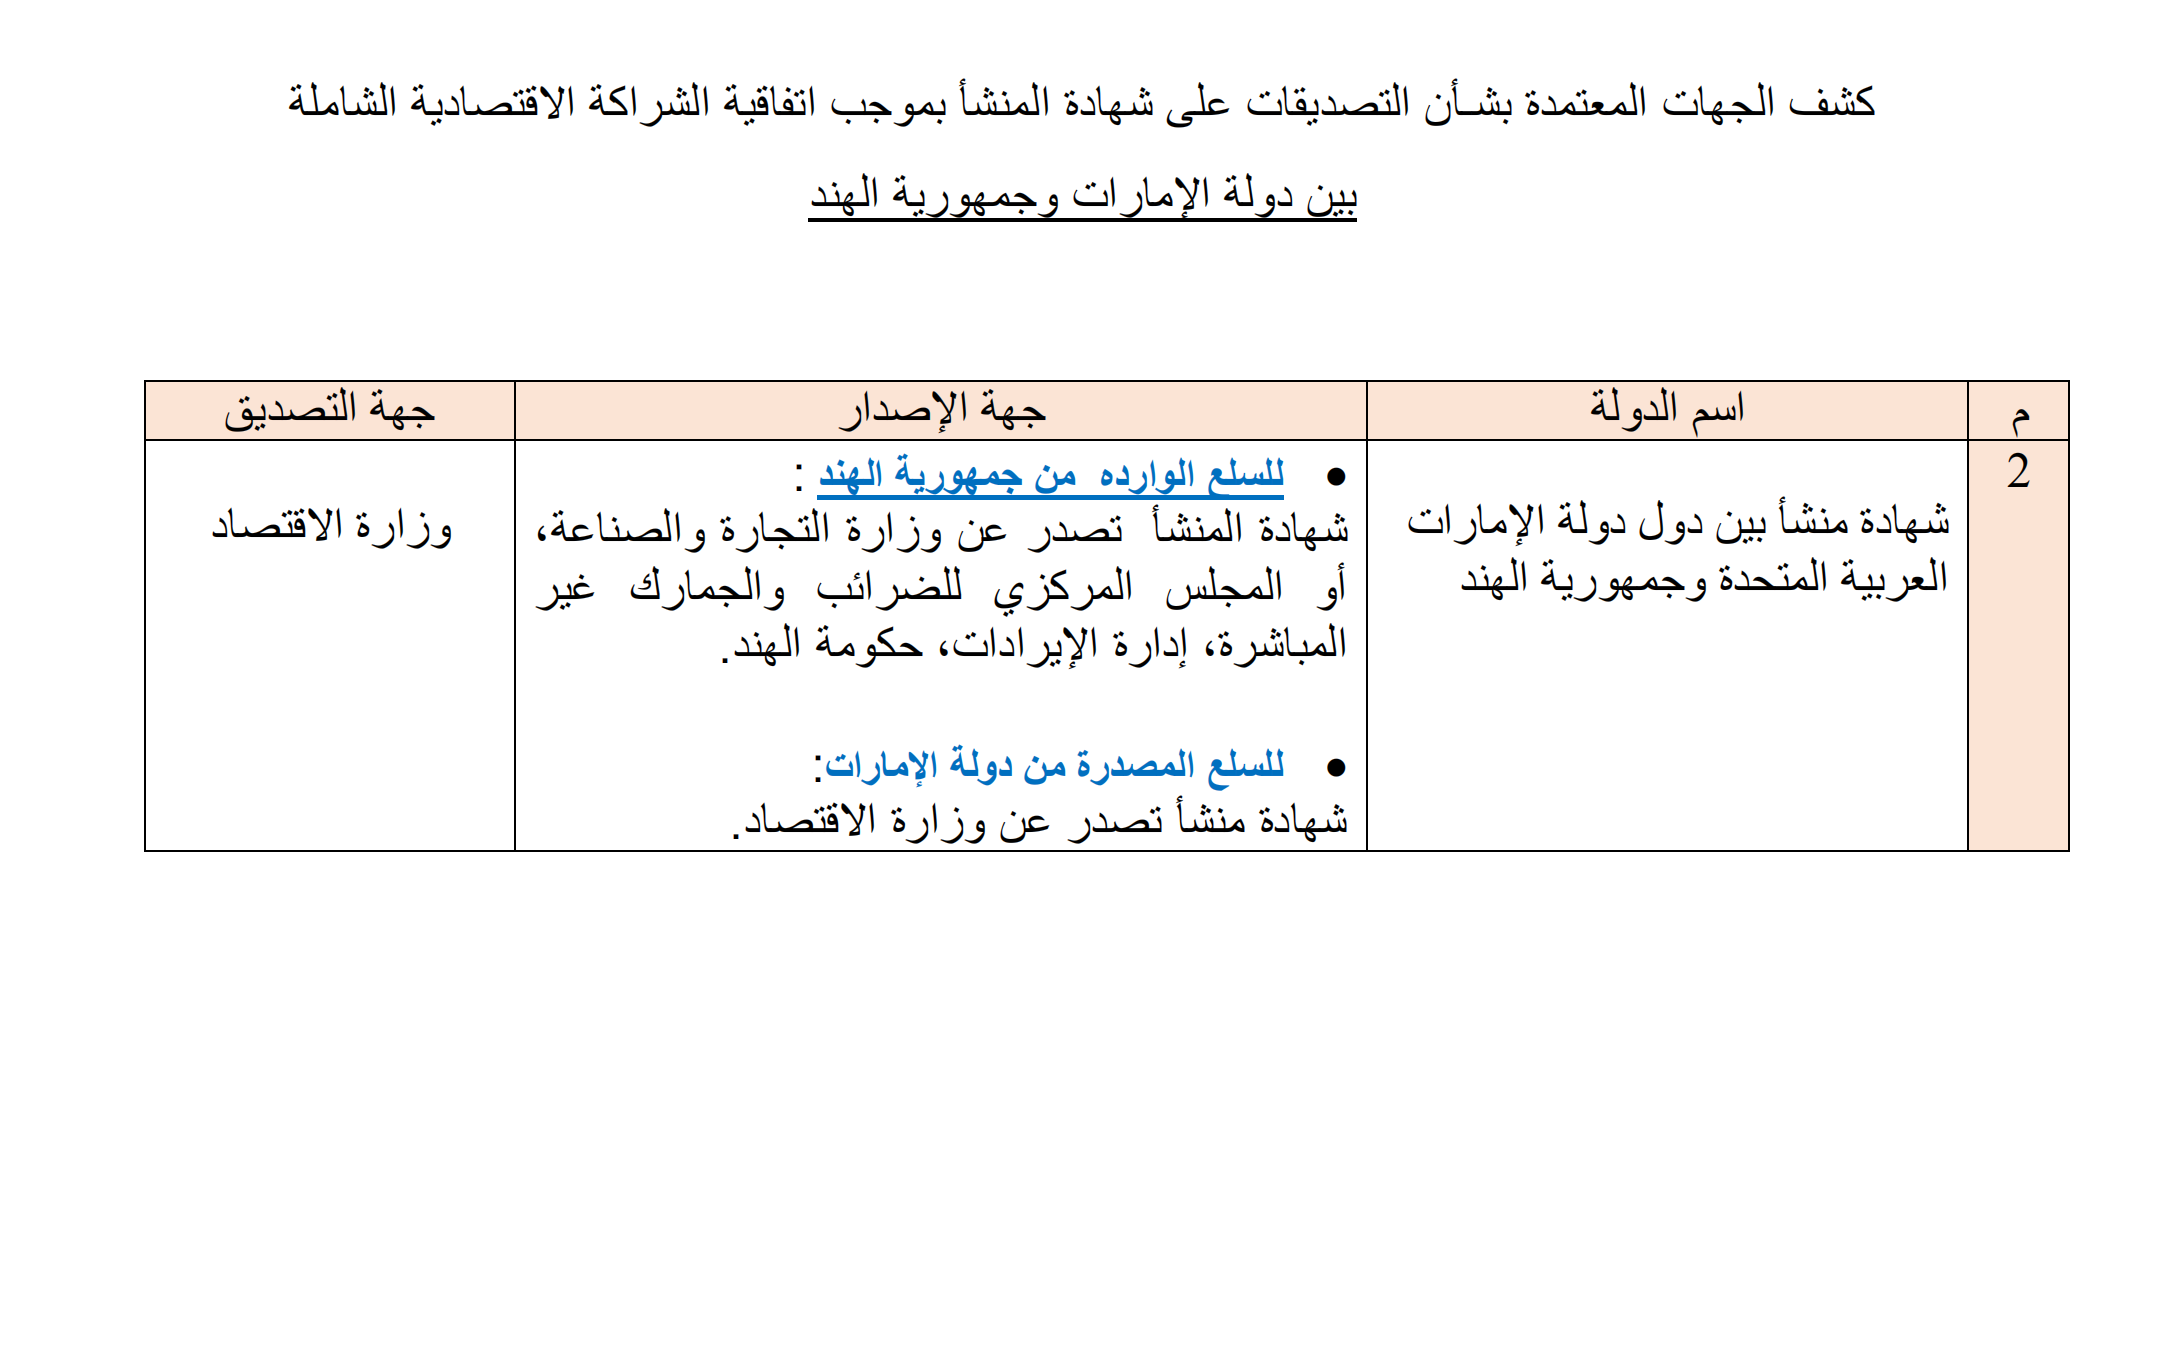 كشف الجهات المعتمدة بشأن التصديقات على شهادة المنشأ بموجب اتفاقية الشراكة الاقتصادية الشاملة
بين دولة الإمارات وجمهورية الهند
م
اسم الدولة
جهة الإصدار
جهة التصديق
2
شهادة منشأ بين دول دولة الإمارات
العربية المتحدة وجمهورية الهند
● للسلع الوارده من جمهورية الهند :
شهادة المنشأ تصدر عن وزارة التجارة والصناعة،
أو المجلس المركزي للضرائب والجمارك غير
المباشرة، إدارة الإيرادات، حكومة الهند.
● للسلع المصدرة من دولة الإمارات:
شهادة منشأ تصدر عن وزارة الاقتصاد.
وزارة الاقتصاد